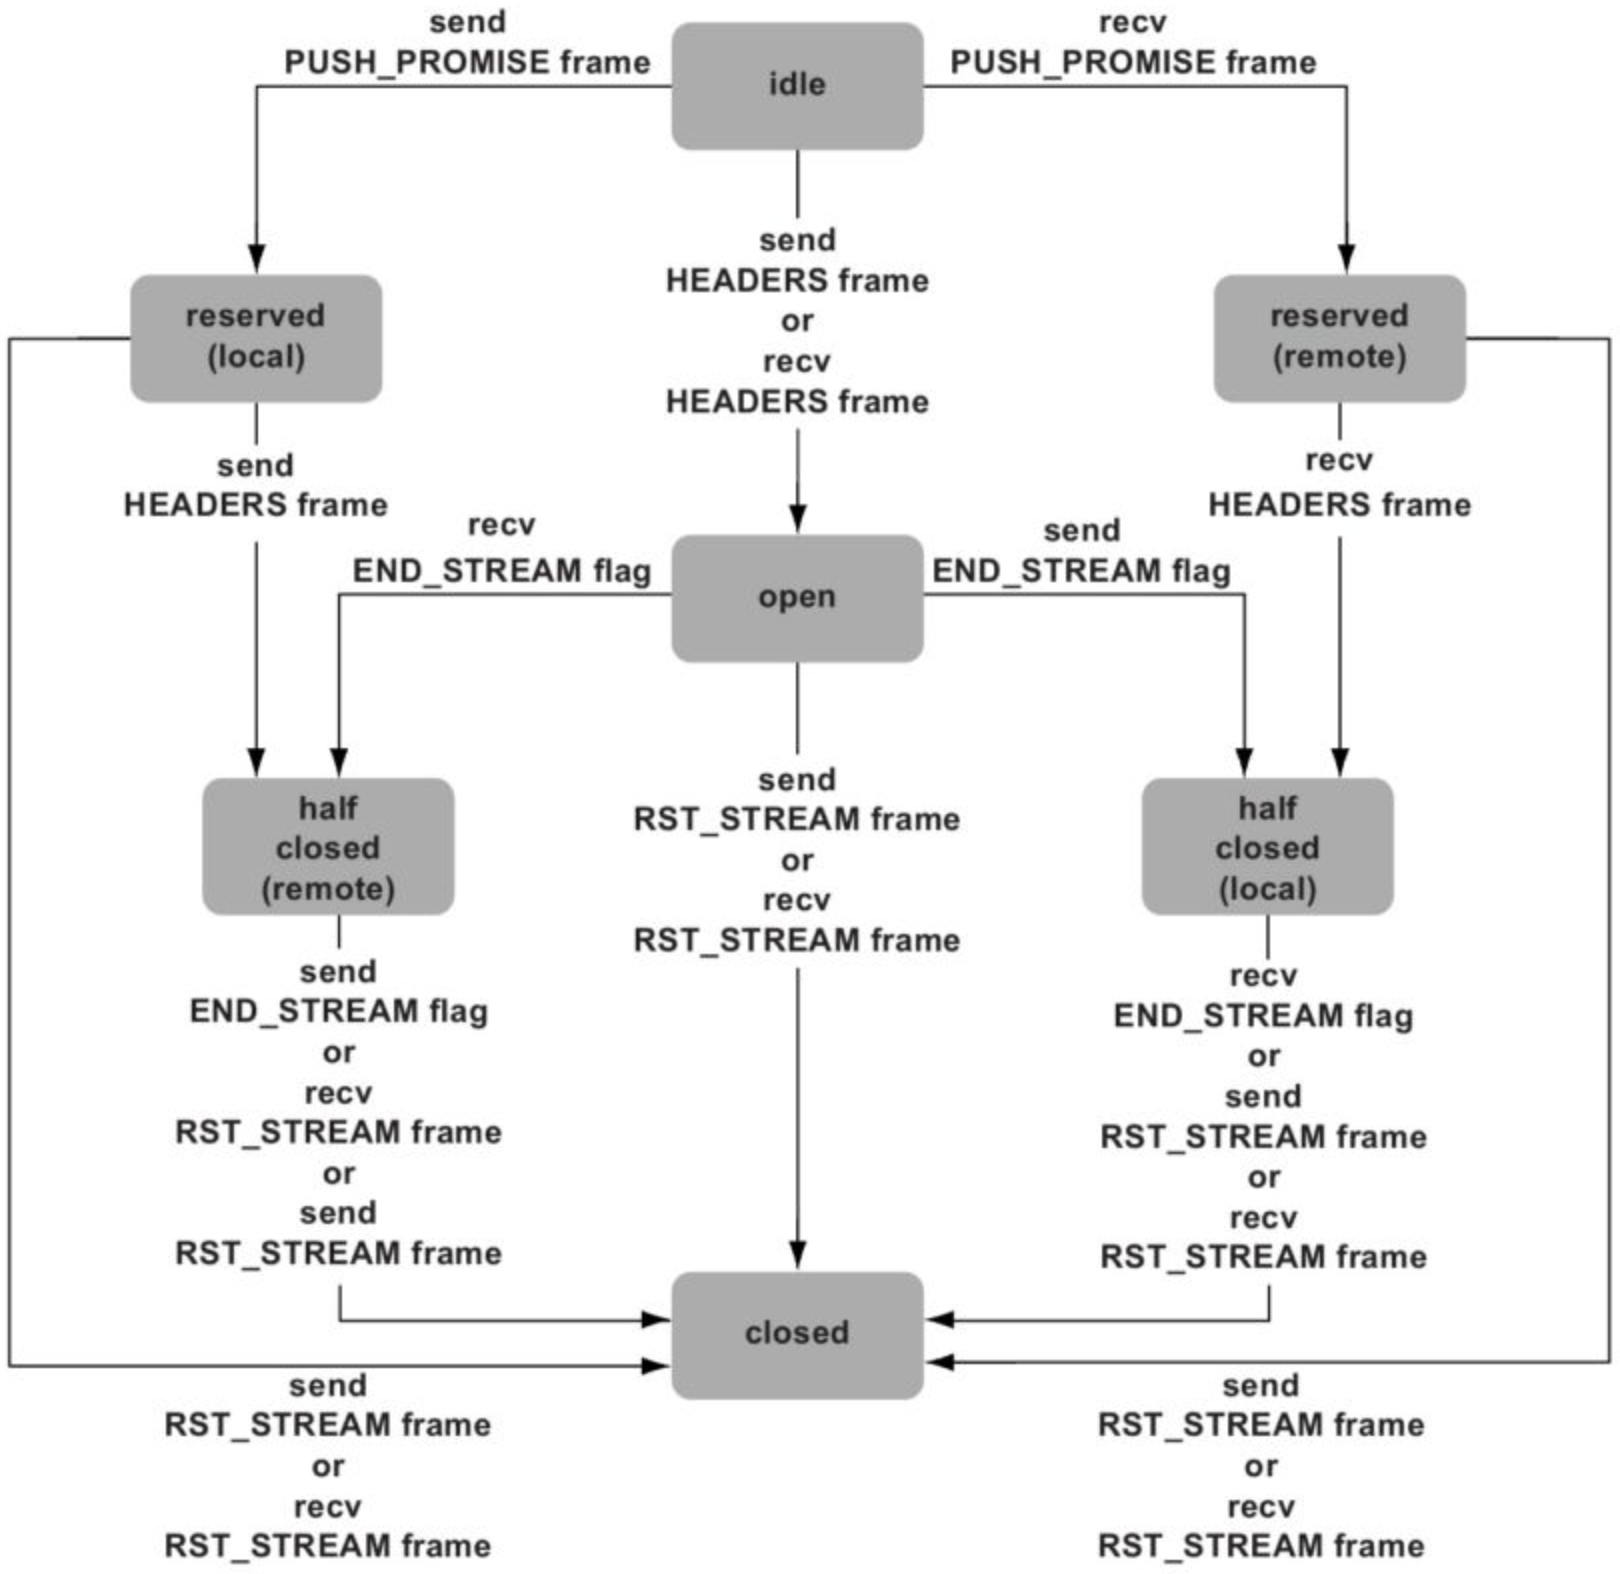 send
PUSH_PROMISE frame
idle
recv
PUSH_PROMISE frame
send
HEADERS frame
or
recv
HEADERS frame
reserved
(local)
reserved
(remote)
send
HEADERS frame
recv
HEADERS frame
recv
END_STREAM flag
open
send
END_STREAM flag
half
closed
(remote)
send
RST_STREAM frame
or
recv
RST_STREAM frame
half
closed
(local)
send
END_STREAM flag
or
recv
RST_STREAM frame
or
send
RST_STREAM frame
recv
END_STREAM flag
or
send
RST_STREAM frame
or
recv
RST_STREAM frame
closed
send
RST_STREAM frame
or
recv
RST_STREAM frame
send
RST_STREAM frame
or
recv
RST_STREAM frame